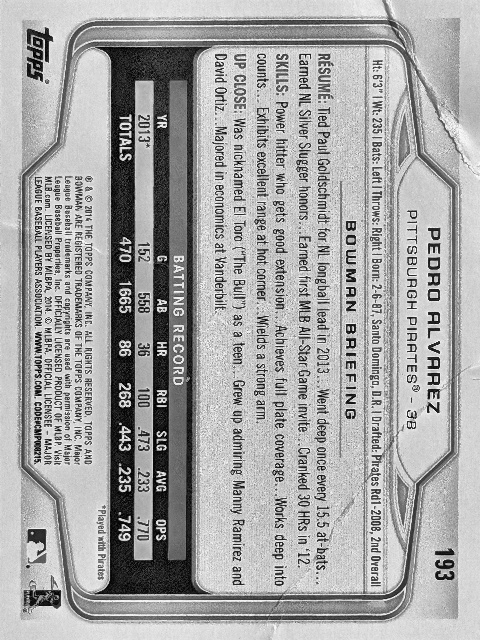 193
PEDRO ALVAREZ
PITTSBURGH PIRATES® 3B
Ht: 6'3" | Wt: 235 | Bats: Left | Throws: Right | Born: 2-6-87, Santo Domingo, D.R. | Drafted: Pirates Rd1-2008, 2nd Overall
BOWMAN BRIEFING
RÉSUMÉ: Tied Paul Goldschmidt for NL longball lead in 2013... Went deep once every 15.5 at-bats...
Earned NL Silver Slugger honors... Earned first MLB All-Star Game invite... Cranked 30 HRs in '12.
SKILLS: Power hitter who gets good extension... Achieves full plate coverage... Works deep into
counts... Exhibits excellent range at hot corner... Wields a strong arm.
UP CLOSE: Was nicknamed El Toro ("The Bull") as a teen... Grew up admiring Manny Ramirez and
David Ortiz... Majored in economics at Vanderbilt.
BATTING RECORD
YR G AB HR RBI SLG AVG OPS
2013* 152 558 36 100 .473 .233 .770
TOTALS 470 1665 86 268 .443 .235 .749
*Played with Pirates
® & © 2014 THE TOPPS COMPANY, INC. ALL RIGHTS RESERVED. TOPPS AND
BOWMAN ARE REGISTERED TRADEMARKS OF THE TOPPS COMPANY, INC. Major
League Baseball trademarks and copyrights are used with permission of Major
League Baseball Properties, Inc. OFFICIALLY LICENSED PRODUCT OF MLBP. Visit
MLB.com. LICENSED BY MLBPA, 2014. © MLBPA. OFFICIAL LICENSEE – MAJOR
LEAGUE BASEBALL PLAYERS ASSOCIATION. WWW.TOPPS.COM. CODE#CMP008215.
topps®